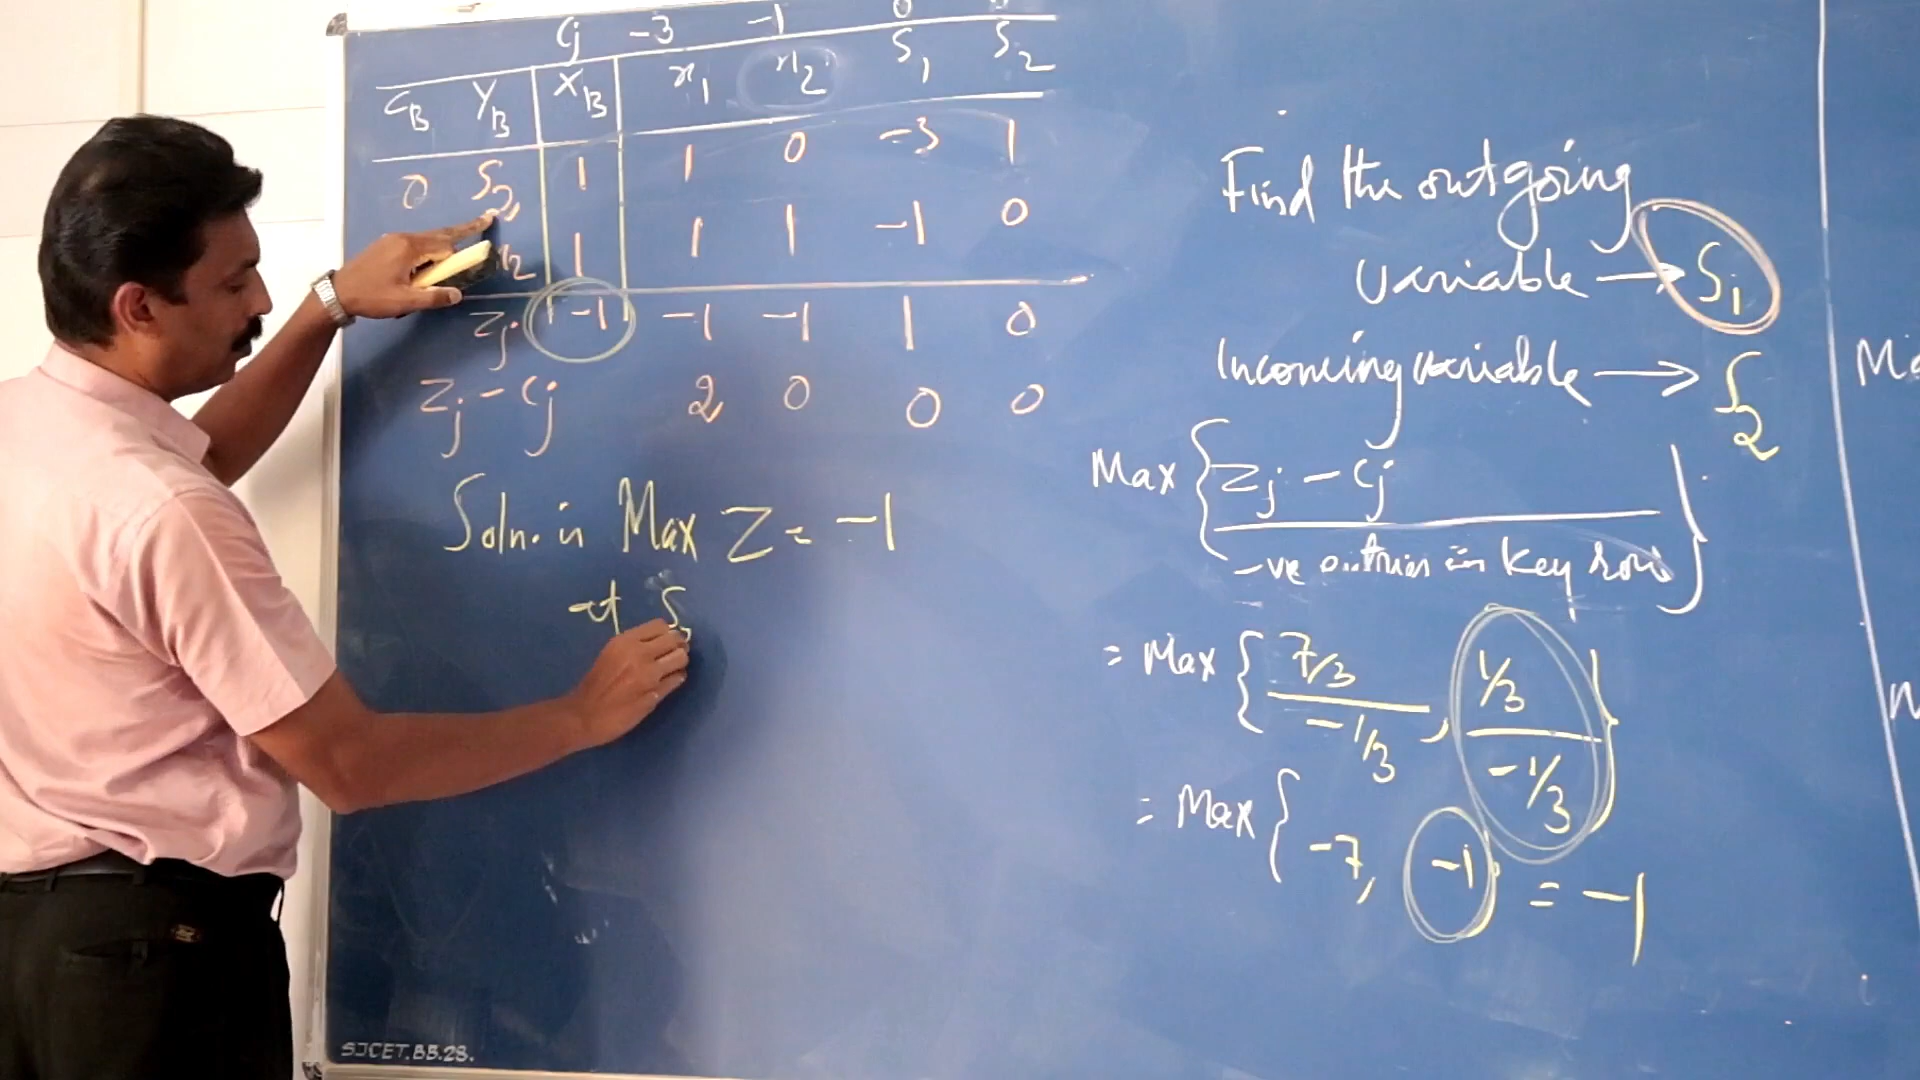 Cj -3 -1 0 0
CB YB XB x1 x2 S1 S2
0 S2 1 1 0 -3 1
x2 1 1 1 -1 0
Zj -1 -1 -1 1 0
Zj - Cj 2 0 0 0
Soln. is Max Z = -1
at S
SJCET.BB.28.
Find the outgoing
variable → S1
Incoming variable → S2
Max { Zj - Cj
-ve entries in key row }
= Max { 7/3 / -1/3 , 1/3 / -1/3 }
= Max { -7, -1 } = -1